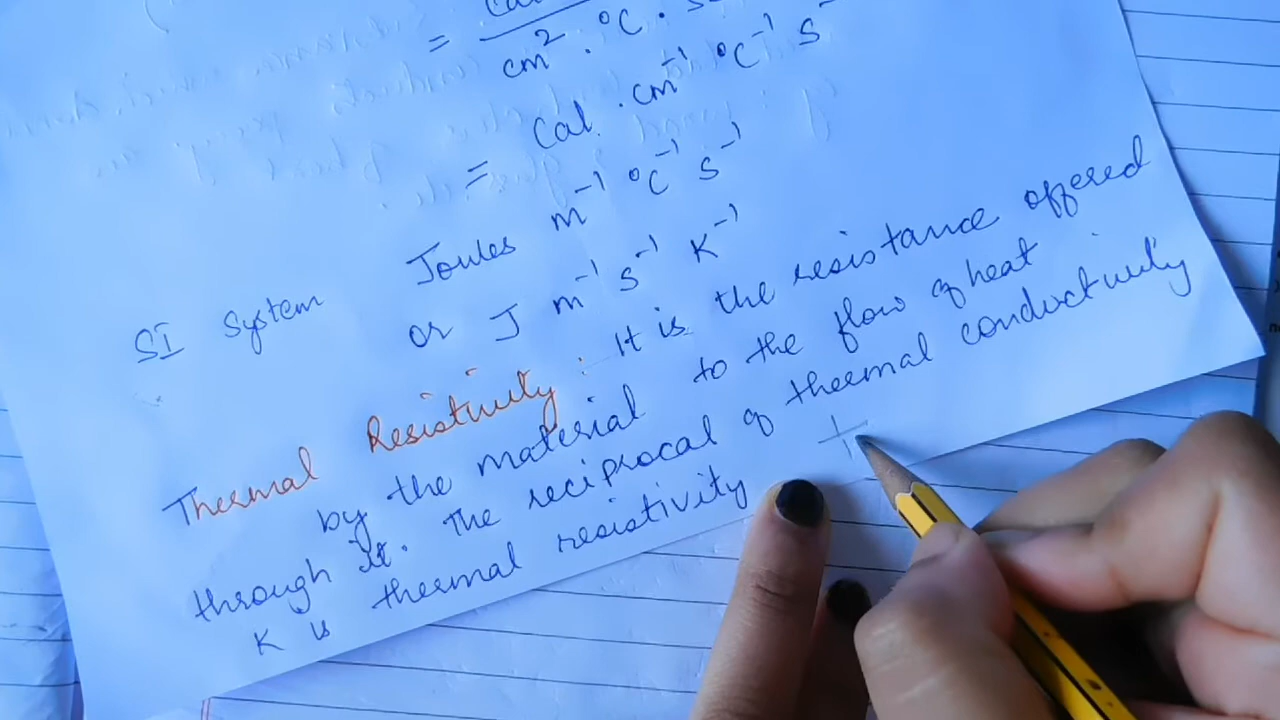 =
cm² · °C · s
= Cal · cm⁻¹ °C⁻¹ s⁻
SI System Joules m⁻¹ °C⁻¹ s⁻¹
or J m⁻¹ s⁻¹ K⁻¹
Thermal Resistivity : It is the resistance offered
by the material to the flow of heat
through it. The reciprocal of thermal conductivity
K is thermal resistivity